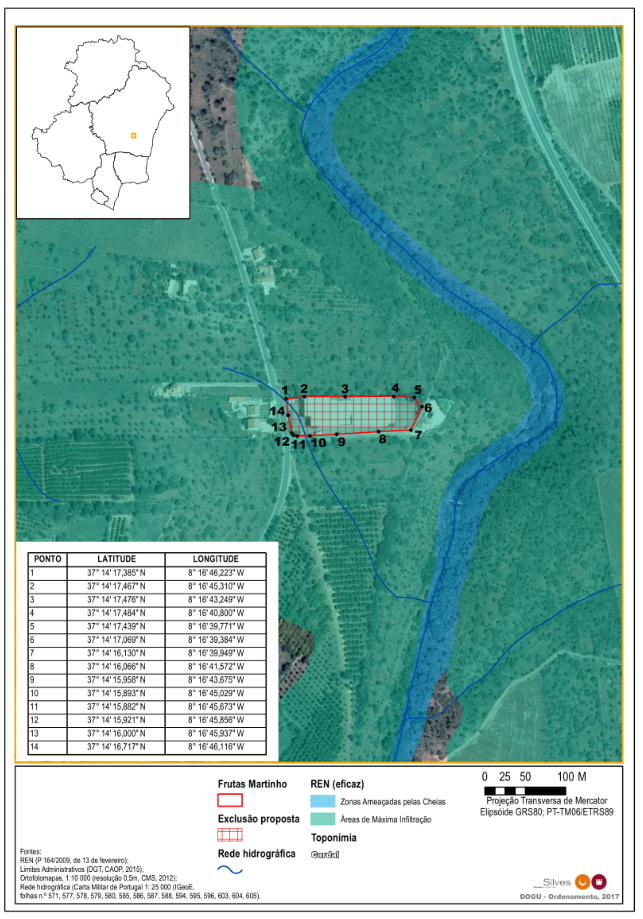 1 2 3 4 5
6
14
13 7
12 11 10 9 8
PONTO LATITUDE LONGITUDE
1 37° 14' 17,385" N 8° 16' 46,223" W
2 37° 14' 17,467" N 8° 16' 45,310" W
3 37° 14' 17,476" N 8° 16' 43,249" W
4 37° 14' 17,484" N 8° 16' 40,800" W
5 37° 14' 17,439" N 8° 16' 39,771" W
6 37° 14' 17,069" N 8° 16' 39,384" W
7 37° 14' 16,130" N 8° 16' 39,949" W
8 37° 14' 16,066" N 8° 16' 41,572" W
9 37° 14' 15,958" N 8° 16' 43,675" W
10 37° 14' 15,893" N 8° 16' 45,029" W
11 37° 14' 15,882" N 8° 16' 45,673" W
12 37° 14' 15,921" N 8° 16' 45,856" W
13 37° 14' 16,000" N 8° 16' 45,937" W
14 37° 14' 16,717" N 8° 16' 46,116" W
Frutas Martinho
Exclusão proposta
Rede hidrográfica
REN (eficaz)
Zonas Ameaçadas pelas Cheias
Àreas de Máxima Infiltração
Toponímia
Cardal
0 25 50 100 M
Projeção Transversa de Mercator
Elipsóide GRS80; PT-TM06/ETRS89
Fontes:
REN (P 164/2009, de 13 de fevereiro);
Limites Administrativos (DGT, CAOP, 2015);
Ortofotomapas, 1:10 000 (resolução 0,5m, CMS, 2012);
Rede hidrográfica (Carta Militar de Portugal 1: 25 000 (IGeoE,
folhas n.º 571, 577, 578, 579, 580, 585, 586, 587, 588, 594, 595, 596, 603, 604, 605).
Silves
DOGU - Ordenamento, 2017